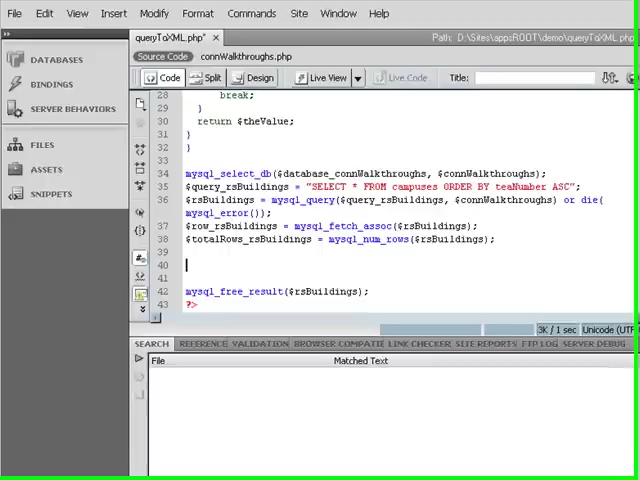 File Edit View Insert Modify Format Commands Site Window Help
queryToXML.php* × Path: D:\Sites\appsROOT\demo\queryToXML.php
Source Code connWalkthroughs.php
Code Split Design Live View Live Code Title:
DATABASES
BINDINGS
SERVER BEHAVIORS
FILES
ASSETS
SNIPPETS
28 break;
29 }
30 return $theValue;
31 }
32 }
33
34 mysql_select_db($database_connWalkthroughs, $connWalkthroughs);
35 $query_rsBuildings = "SELECT * FROM campuses ORDER BY teaNumber ASC";
36 $rsBuildings = mysql_query($query_rsBuildings, $connWalkthroughs) or die(
mysql_error());
37 $row_rsBuildings = mysql_fetch_assoc($rsBuildings);
38 $totalRows_rsBuildings = mysql_num_rows($rsBuildings);
39
40
41
42 mysql_free_result($rsBuildings);
43 ?>
3K / 1 sec Unicode (UTF
SEARCH REFERENCE VALIDATION BROWSER COMPATIE LINK CHECKER SITE REPORTS FTP LOG SERVER DEBUG
File Matched Text